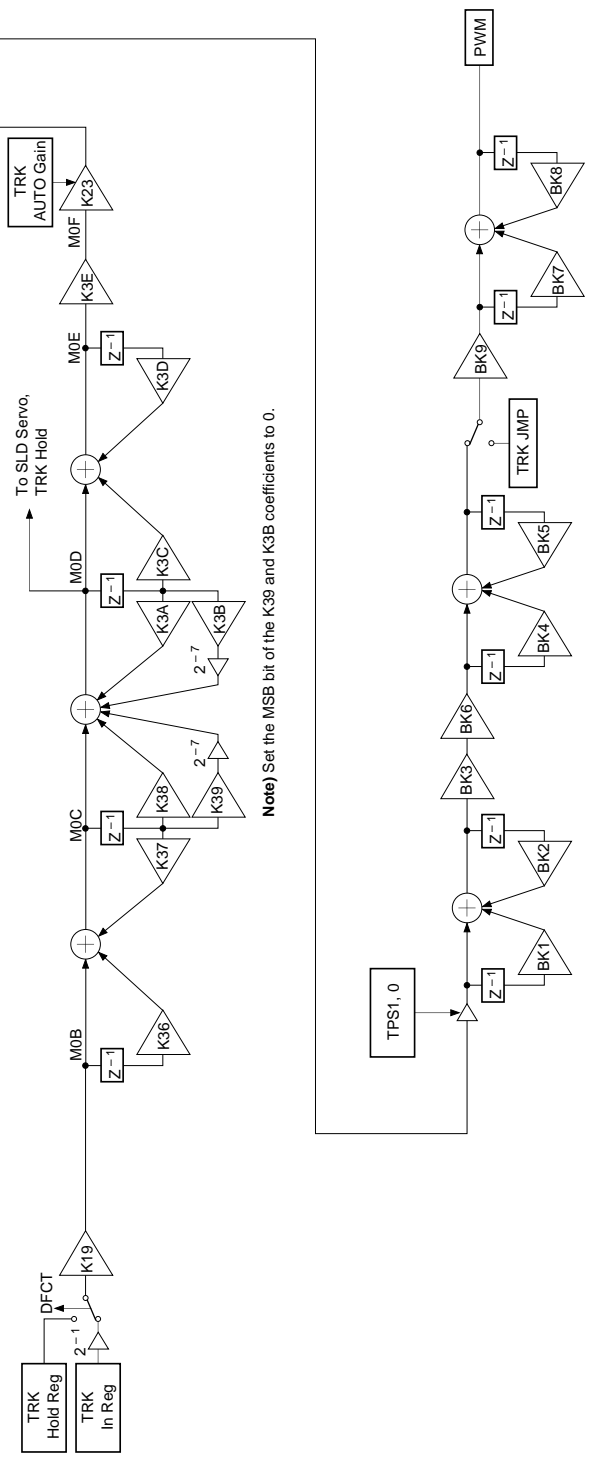 TRK
Hold Reg
TRK
In Reg
2⁻¹
DFCT
K19
M0B
Z⁻¹
K36
M0C
Z⁻¹
K37
K38
K39
2⁻⁷
2⁻⁷
M0D
Z⁻¹
K3A
K3B
K3C
To SLD Servo,
TRK Hold
M0E
Z⁻¹
K3D
K3E
M0F
K23
TRK
AUTO Gain
Note) Set the MSB bit of the K39 and K3B coefficients to 0.
TPS1, 0
Z⁻¹
BK1
Z⁻¹
BK2
BK3
BK6
Z⁻¹
BK4
Z⁻¹
BK5
TRK JMP
BK9
Z⁻¹
BK7
Z⁻¹
BK8
PWM